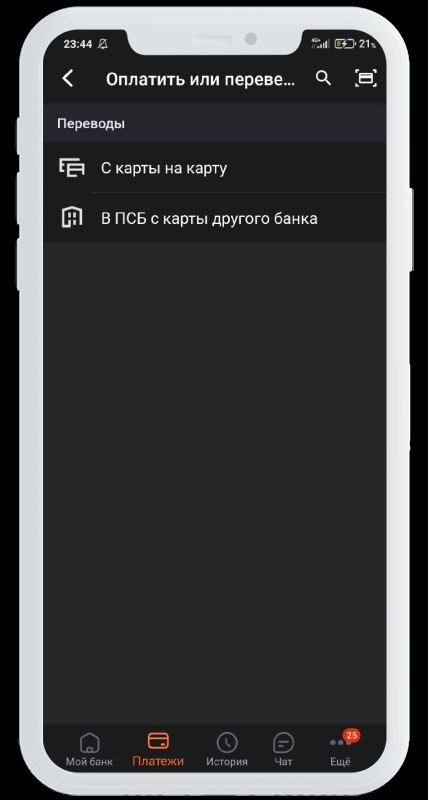 23:44 4G+ 21%
Оплатить или переве...
Переводы
С карты на карту
В ПСБ с карты другого банка
25
Мой банк Платежи История Чат Ещё